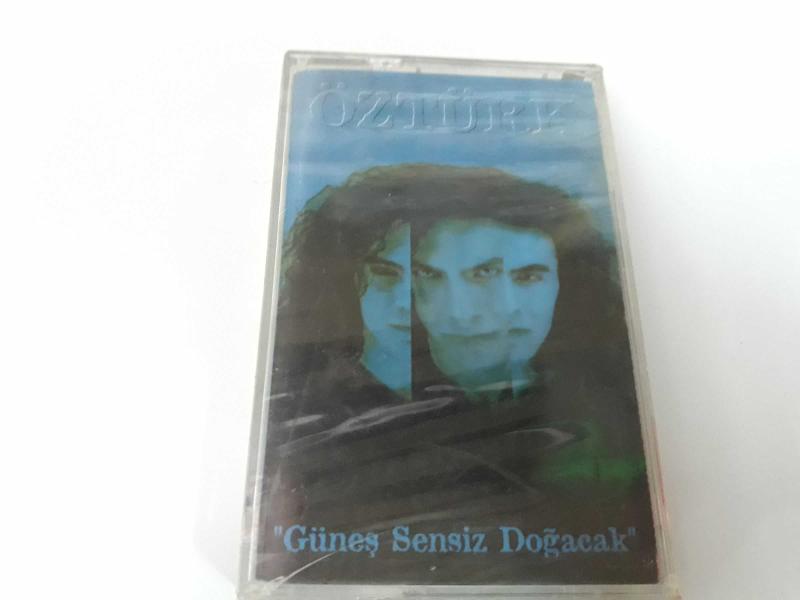 ÖZTÜRK
"Güneş Sensiz Doğacak"